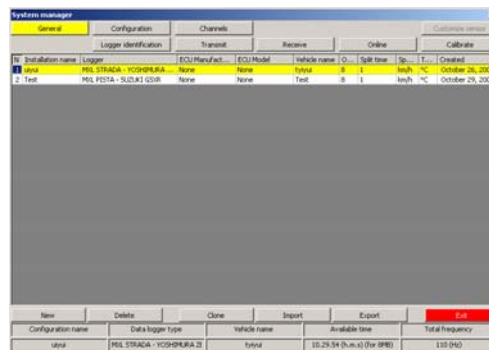 System manager
General Configuration Channels Customize sensor
Logger identification Transmit Receive Online Calibrate
N Installation name Logger ECU Manufact... ECU Model Vehicle name O... Split time Sp... T... Created
1 uiyui MXL STRADA - YOSHIMURA ... None None tyiyui 8 1 km/h °C October 26, 200
2 Test MXL PISTA - SUZUKI GSXR None None Test 8 1 km/h °C October 29, 200
New Delete Clone Import Export Exit
Configuration name Data logger type Vehicle name Available time Total frequency
uiyui MXL STRADA - YOSHIMURA ZI tyiyui 10.29.54 (h.m.s) (for 8MB) 110 (Hz)